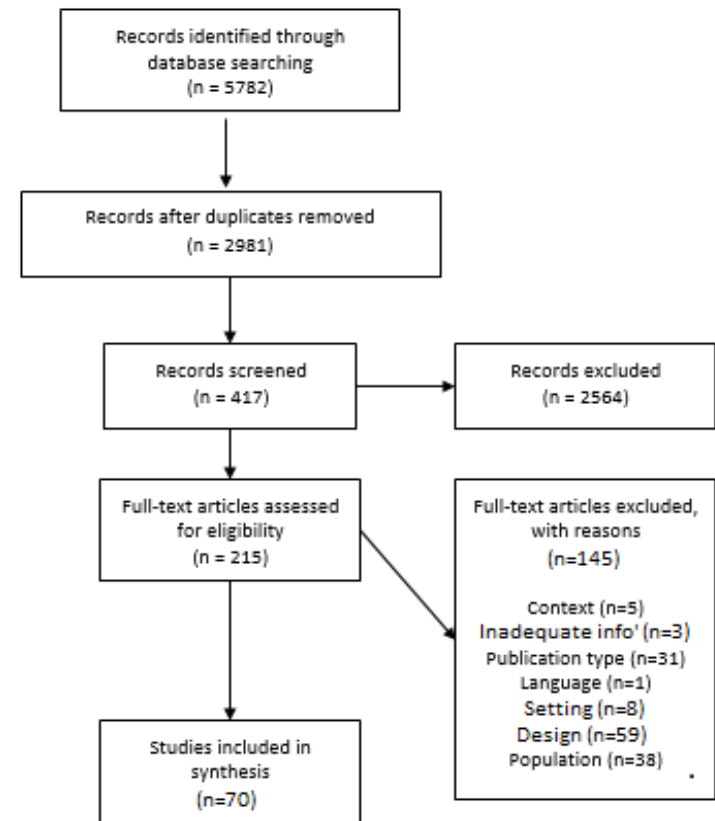 Records identified through
database searching
(n = 5782)
Records after duplicates removed
(n = 2981)
Records screened
(n = 417)
Records excluded
(n = 2564)
Full-text articles assessed
for eligibility
(n = 215)
Full-text articles excluded,
with reasons
(n=145)
Context (n=5)
Inadequate info' (n=3)
Publication type (n=31)
Language (n=1)
Setting (n=8)
Design (n=59)
Population (n=38)
.
Studies included in
synthesis
(n=70)